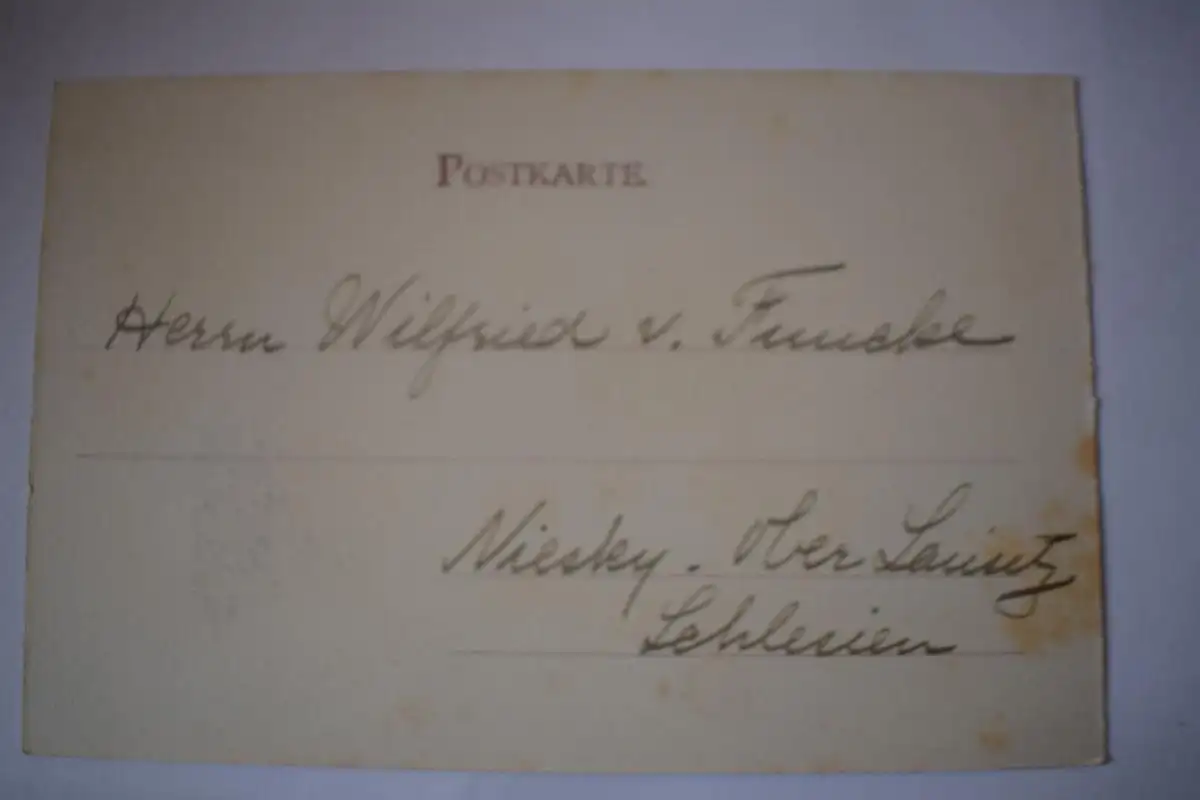 POSTKARTE
Herrn Wilfried v. Funcke
Niesky. Ober Lausitz
Schlesien